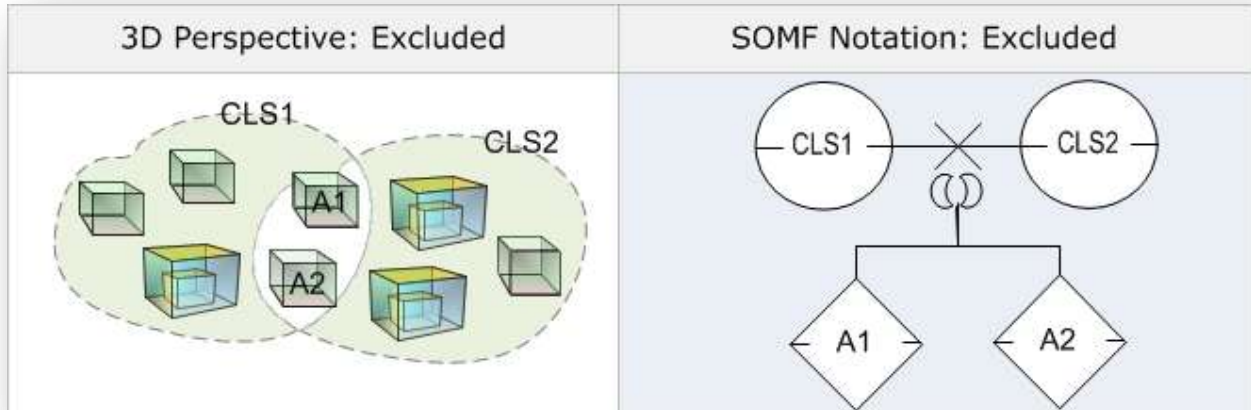 3D Perspective: Excluded
SOMF Notation: Excluded
CLS1
CLS2
A1
A2
CLS1
CLS2
A1
A2